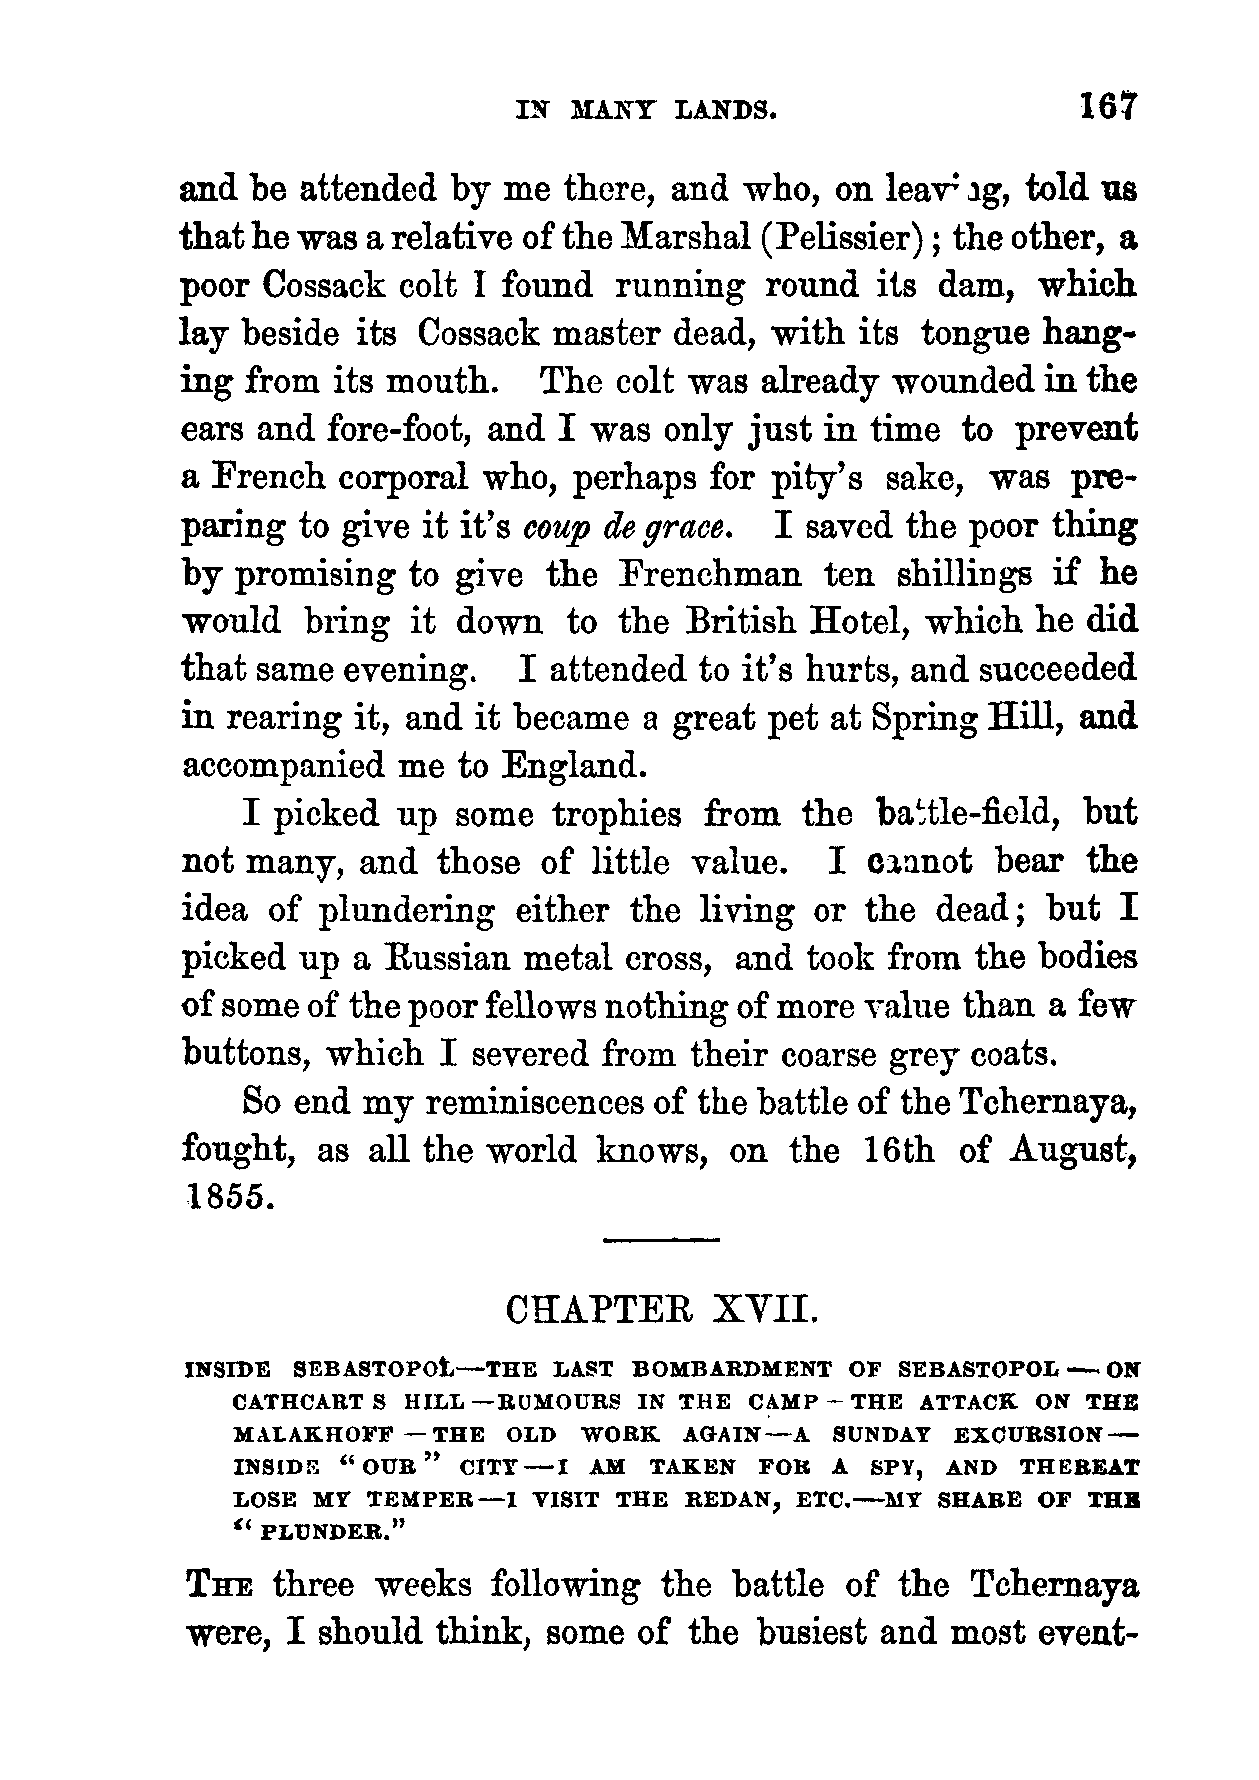 IN MANY LANDS. 167
and be attended by me there, and who, on leaving, told us
that he was a relative of the Marshal (Pelissier); the other, a
poor Cossack colt I found running round its dam, which
lay beside its Cossack master dead, with its tongue hang-
ing from its mouth. The colt was already wounded in the
ears and fore-foot, and I was only just in time to prevent
a French corporal who, perhaps for pity's sake, was pre-
paring to give it it's coup de grace. I saved the poor thing
by promising to give the Frenchman ten shillings if he
would bring it down to the British Hotel, which he did
that same evening. I attended to it's hurts, and succeeded
in rearing it, and it became a great pet at Spring Hill, and
accompanied me to England.
I picked up some trophies from the battle-field, but
not many, and those of little value. I cannot bear the
idea of plundering either the living or the dead; but I
picked up a Russian metal cross, and took from the bodies
of some of the poor fellows nothing of more value than a few
buttons, which I severed from their coarse grey coats.
So end my reminiscences of the battle of the Tchernaya,
fought, as all the world knows, on the 16th of August,
1855.
CHAPTER XVII.
INSIDE SEBASTOPOL—THE LAST BOMBARDMENT OF SEBASTOPOL—ON
CATHCART S HILL—RUMOURS IN THE CAMP—THE ATTACK ON THE
MALAKHOFF—THE OLD WORK AGAIN—A SUNDAY EXCURSION—
INSIDE "OUR" CITY—I AM TAKEN FOR A SPY, AND THEREAT
LOSE MY TEMPER—I VISIT THE REDAN, ETC.—MY SHARE OF THE
"PLUNDER."
THE three weeks following the battle of the Tchernaya
were, I should think, some of the busiest and most event-